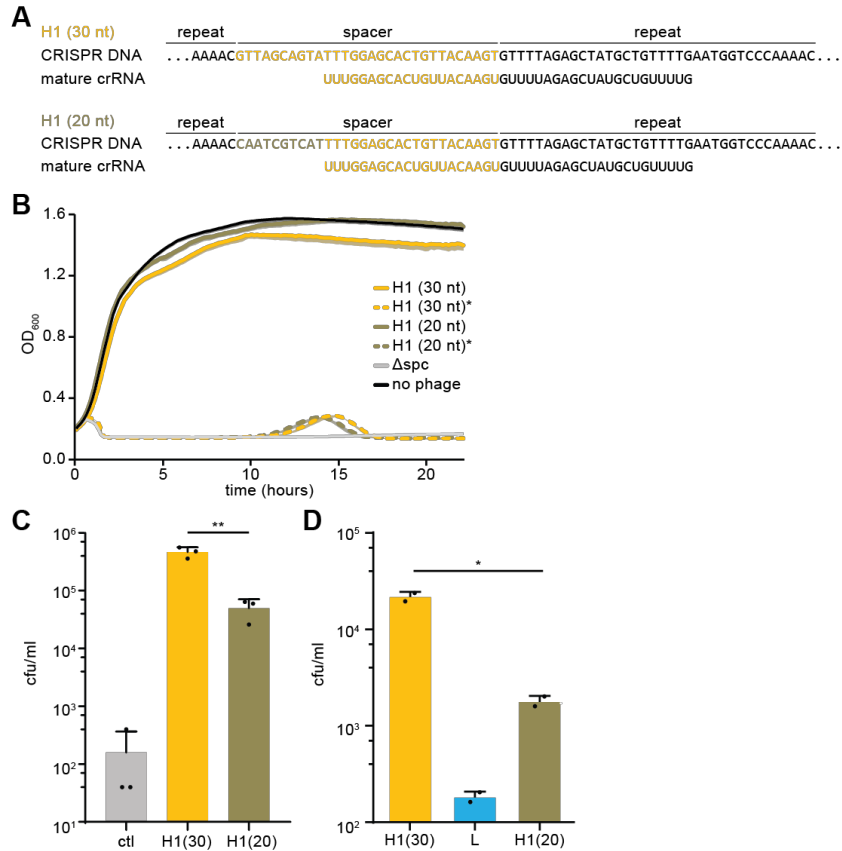 A
H1 (30 nt)
repeat spacer repeat
CRISPR DNA ...AAAACGTTAGCAGTATTTGGAGCACTGTTACAAGTGTTTTAGAGCTATGCTGTTTTGAATGGTCCCAAAAC...
mature crRNA UUUGGAGCACUGUUACAAGUGUUUUAGAGCUAUGCUGUUUUG
H1 (20 nt)
repeat spacer repeat
CRISPR DNA ...AAAACCAATCGTCATTTTGGAGCACTGTTACAAGTGTTTTAGAGCTATGCTGTTTTGAATGGTCCCAAAAC...
mature crRNA UUUGGAGCACUGUUACAAGUGUUUUAGAGCUAUGCUGUUUUG
B
1.6
1.2
0.8
0.4
0.0
OD600
0 5 10 15 20
time (hours)
H1 (30 nt)
H1 (30 nt)*
H1 (20 nt)
H1 (20 nt)*
Δspc
no phage
C
10^6
10^5
10^4
10^3
10^2
10^1
cfu/ml
**
ctl H1(30) H1(20)
D
10^5
10^4
10^3
10^2
cfu/ml
*
H1(30) L H1(20)